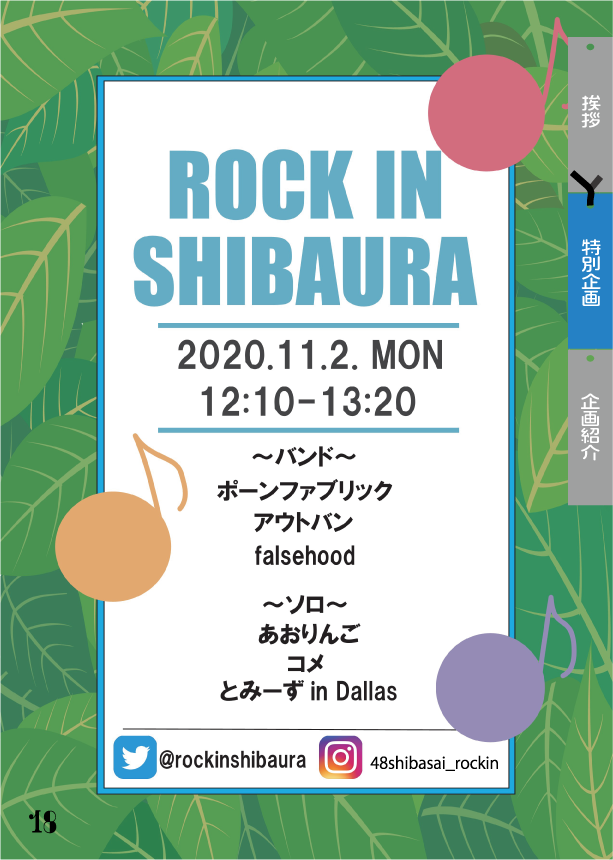 ROCK IN
SHIBAURA
2020.11.2. MON
12:10-13:20
～バンド～
ポーンファブリック
アウトバン
falsehood
～ソロ～
あおりんご
コメ
とみーず in Dallas
@rockinshibaura
48shibasai_rockin
挨拶
特別企画
企画紹介
18